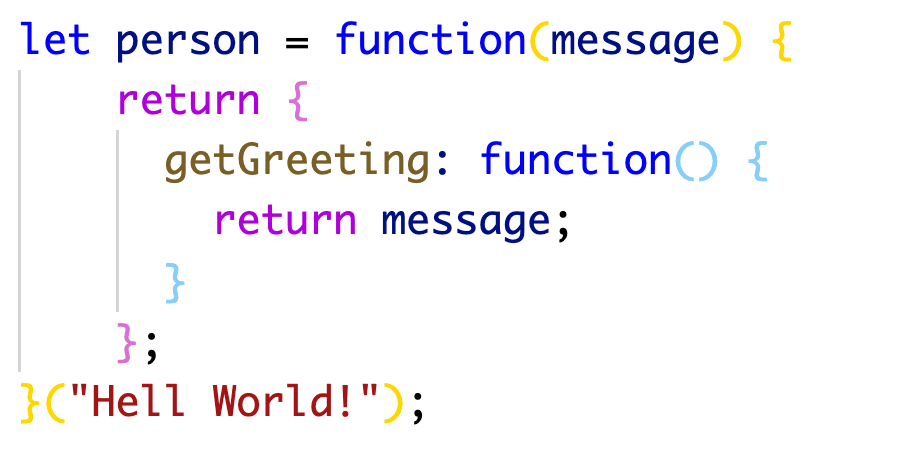 let person = function(message) {
    return {
      getGreeting: function() {
        return message;
      }
    };
}("Hell World!");